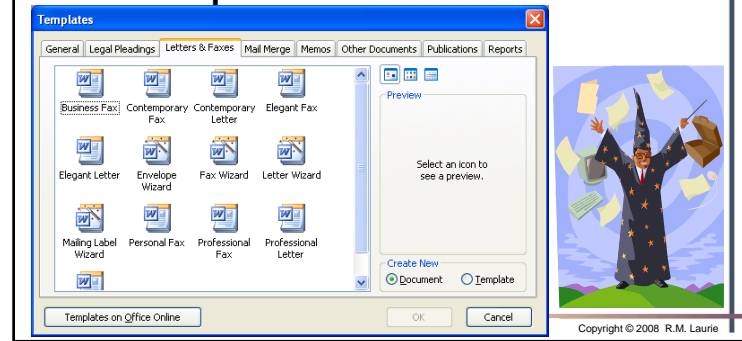 Templates
General Legal Pleadings Letters & Faxes Mail Merge Memos Other Documents Publications Reports
Business Fax
Contemporary Fax
Contemporary Letter
Elegant Fax
Elegant Letter
Envelope Wizard
Fax Wizard
Letter Wizard
Mailing Label Wizard
Personal Fax
Professional Fax
Professional Letter
Preview
Select an icon to
see a preview.
Create New
Document Template
Templates on Office Online
OK Cancel
Copyright © 2008 R.M. Laurie